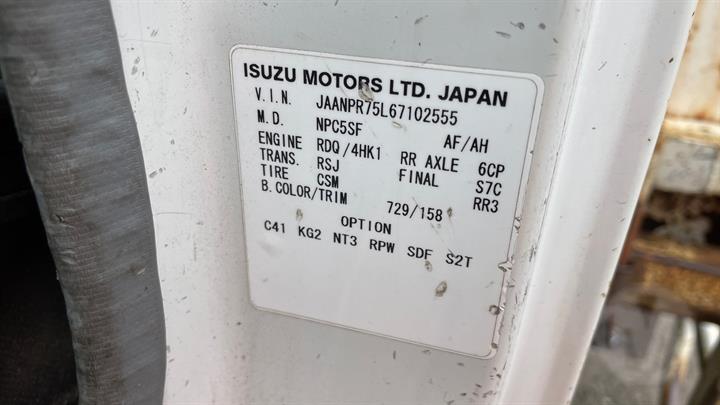 ISUZU MOTORS LTD. JAPAN
V.I.N. JAANPR75L67102555
M.D. NPC5SF AF/AH
ENGINE RDQ/4HK1 RR AXLE 6CP
TRANS. RSJ FINAL S7C
TIRE CSM RR3
B.COLOR/TRIM 729/158
OPTION
C41 KG2 NT3 RPW SDF S2T